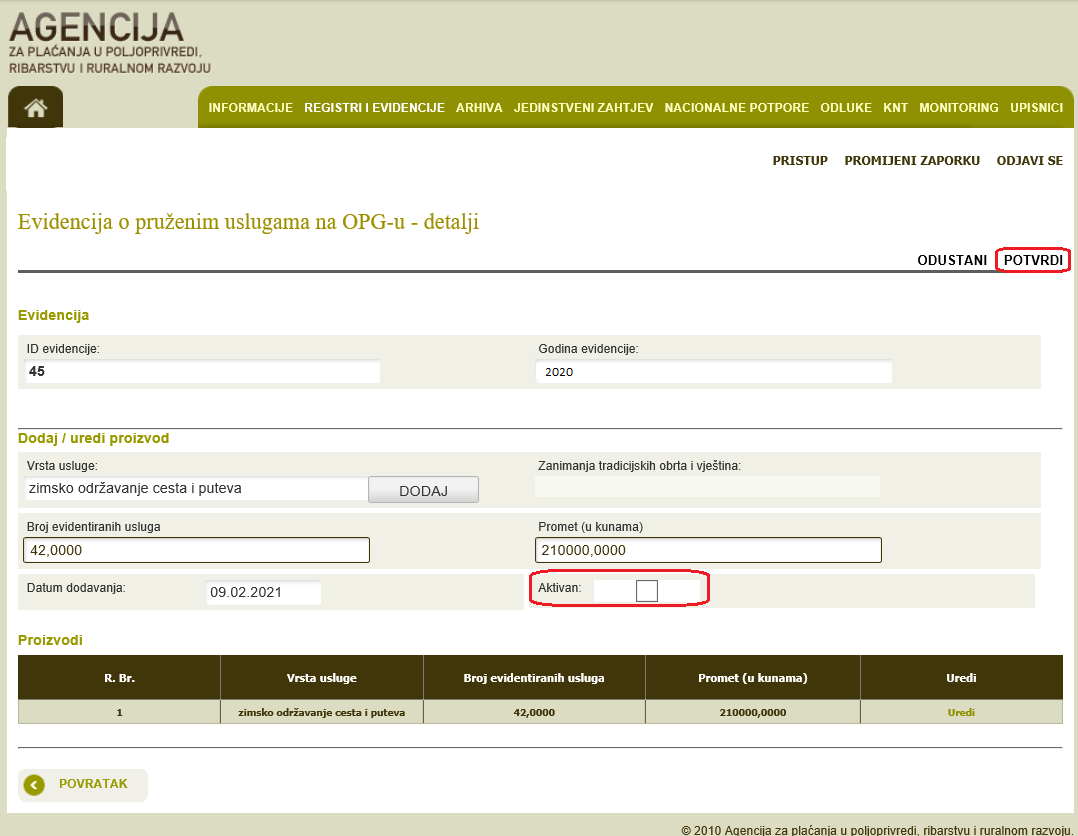 AGENCIJA
ZA PLAĆANJA U POLJOPRIVREDI,
RIBARSTVU I RURALNOM RAZVOJU
INFORMACIJE REGISTRI I EVIDENCIJE ARHIVA JEDINSTVENI ZAHTJEV NACIONALNE POTPORE ODLUKE KNT MONITORING UPISNICI
PRISTUP PROMIJENI ZAPORKU ODJAVI SE
Evidencija o pruženim uslugama na OPG-u - detalji
ODUSTANI POTVRDI
Evidencija
ID evidencije: Godina evidencije:
45 2020
Dodaj / uredi proizvod
Vrsta usluge: Zanimanja tradicijskih obrta i vještina:
zimsko održavanje cesta i puteva DODAJ
Broj evidentiranih usluga Promet (u kunama)
42,0000 210000,0000
Datum dodavanja: 09.02.2021 Aktivan:
Proizvodi
R. Br. Vrsta usluge Broj evidentiranih usluga Promet (u kunama) Uredi
1 zimsko održavanje cesta i puteva 42,0000 210000,0000 Uredi
POVRATAK
© 2010 Agencija za plaćanja u poljoprivredi, ribarstvu i ruralnom razvoju.